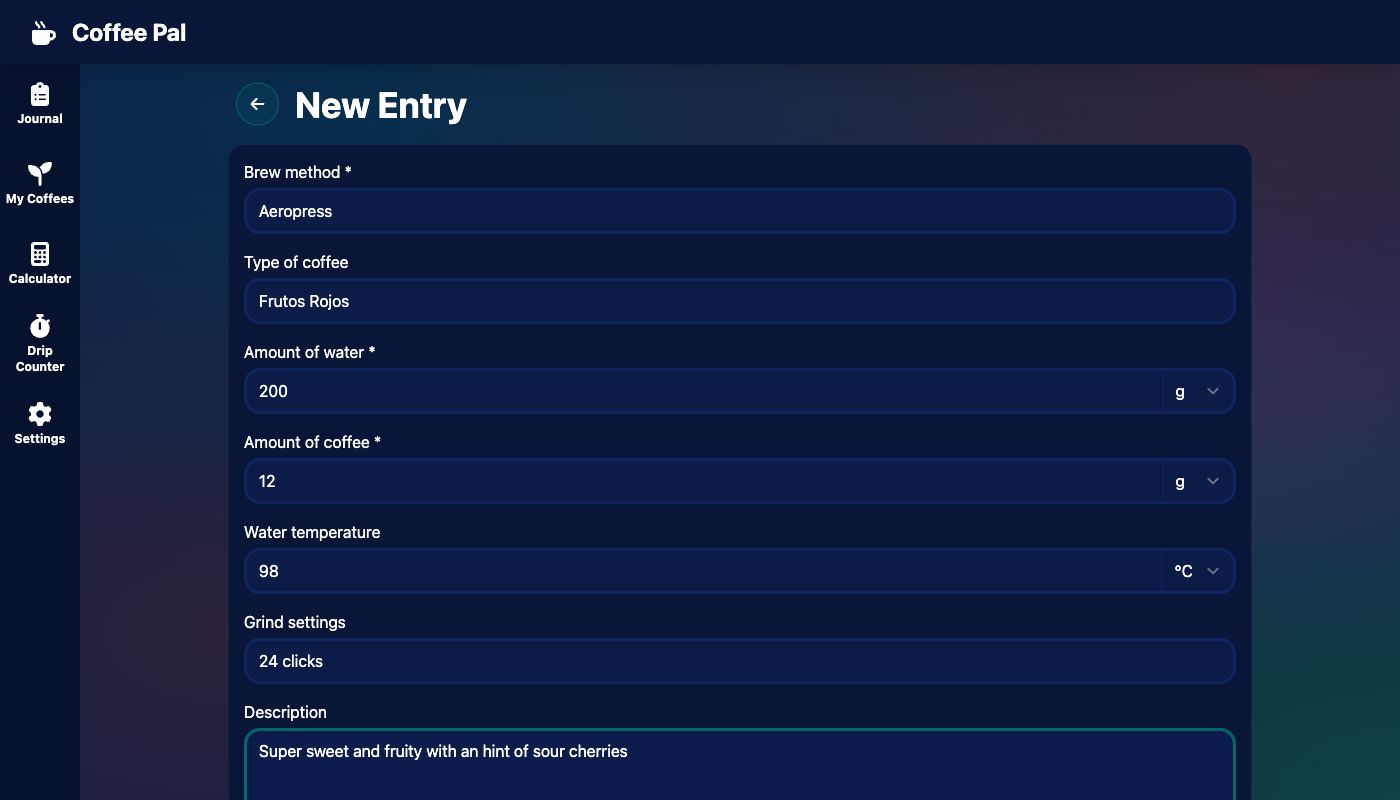 Coffee Pal
Journal
My Coffees
Calculator
Drip
Counter
Settings
New Entry
Brew method *
Aeropress
Type of coffee
Frutos Rojos
Amount of water *
200
g
Amount of coffee *
12
g
Water temperature
98
°C
Grind settings
24 clicks
Description
Super sweet and fruity with an hint of sour cherries